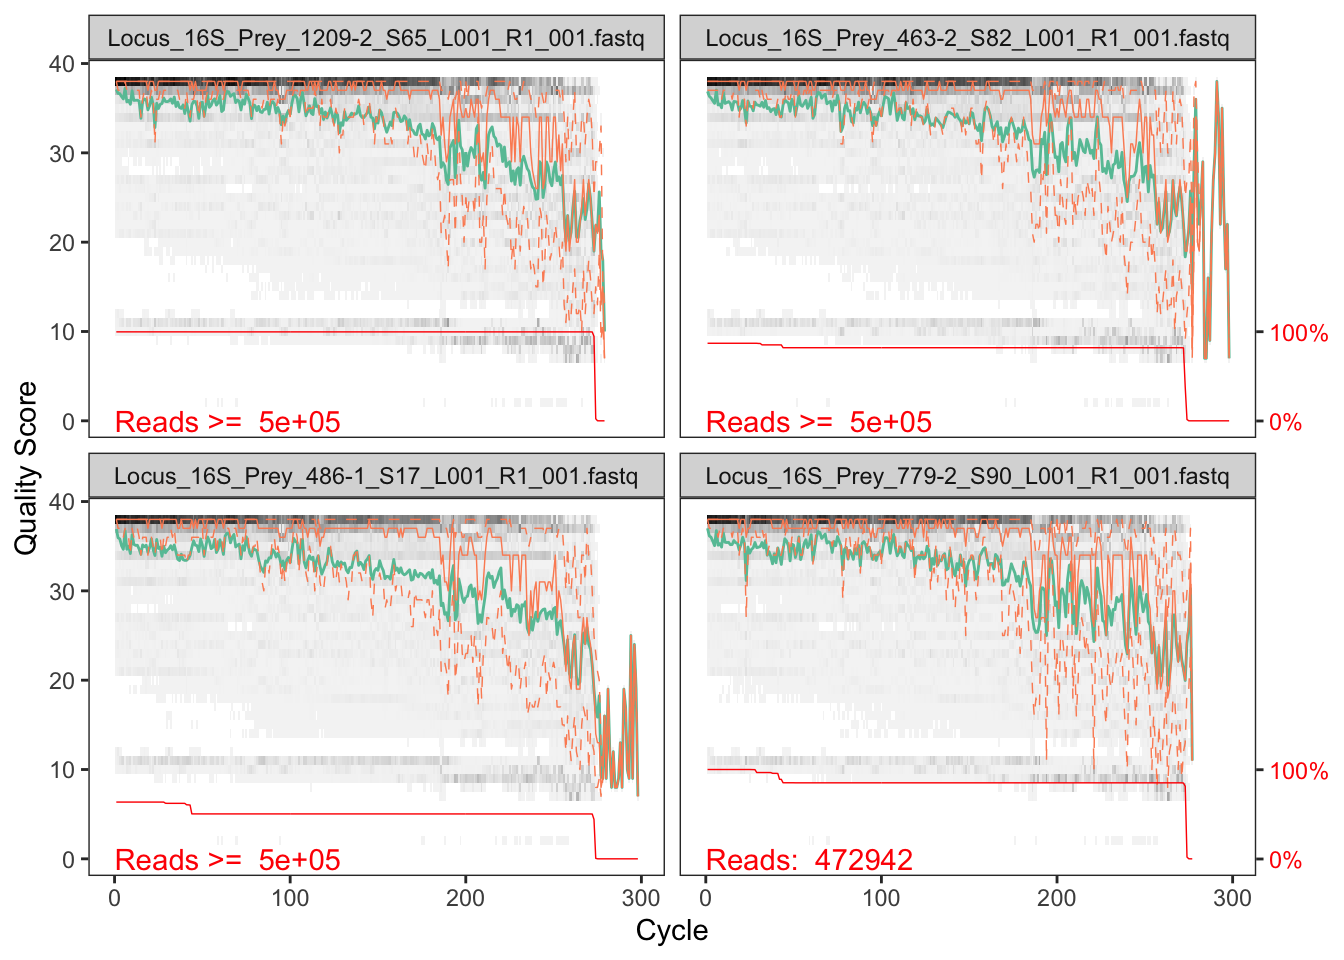 Locus_16S_Prey_1209-2_S65_L001_R1_001.fastq
Locus_16S_Prey_463-2_S82_L001_R1_001.fastq
40
30
20
10
0
Reads >= 5e+05
Reads >= 5e+05
100%
0%
Quality Score
Locus_16S_Prey_486-1_S17_L001_R1_001.fastq
Locus_16S_Prey_779-2_S90_L001_R1_001.fastq
40
30
20
10
0
Reads >= 5e+05
Reads: 472942
100%
0%
0 100 200 300
0 100 200 300
Cycle